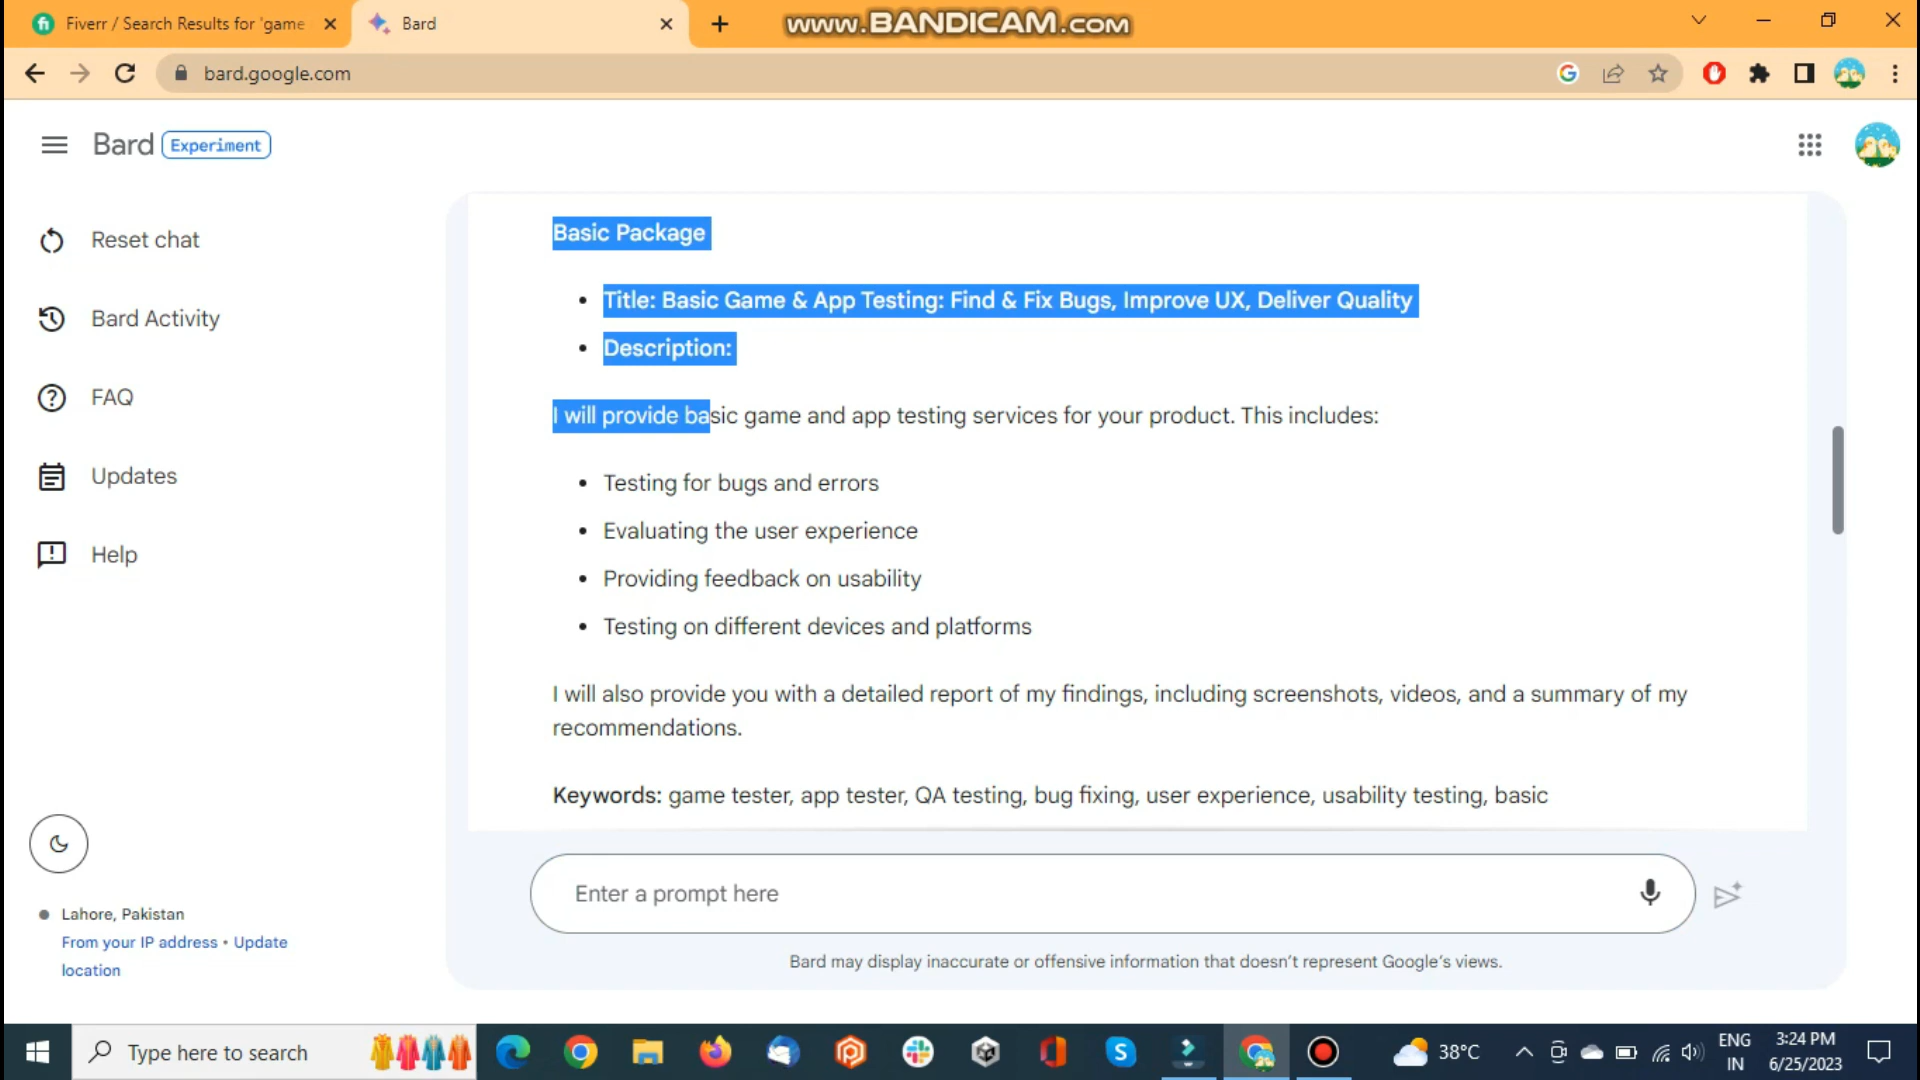 Fiverr / Search Results for 'game
Bard
www.BANDICAM.com
bard.google.com
Bard Experiment
Reset chat
Bard Activity
FAQ
Updates
Help
Lahore, Pakistan
From your IP address • Update
location
Basic Package
• Title: Basic Game & App Testing: Find & Fix Bugs, Improve UX, Deliver Quality
• Description:
I will provide basic game and app testing services for your product. This includes:
• Testing for bugs and errors
• Evaluating the user experience
• Providing feedback on usability
• Testing on different devices and platforms
I will also provide you with a detailed report of my findings, including screenshots, videos, and a summary of my
recommendations.
Keywords: game tester, app tester, QA testing, bug fixing, user experience, usability testing, basic
Enter a prompt here
Bard may display inaccurate or offensive information that doesn't represent Google's views.
Type here to search
38°C
ENG
IN
3:24 PM
6/25/2023